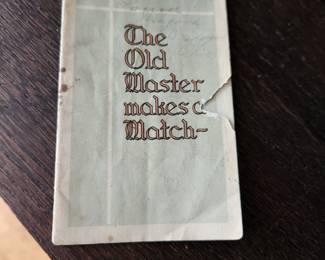 The
Old
Master
makes a
Match-